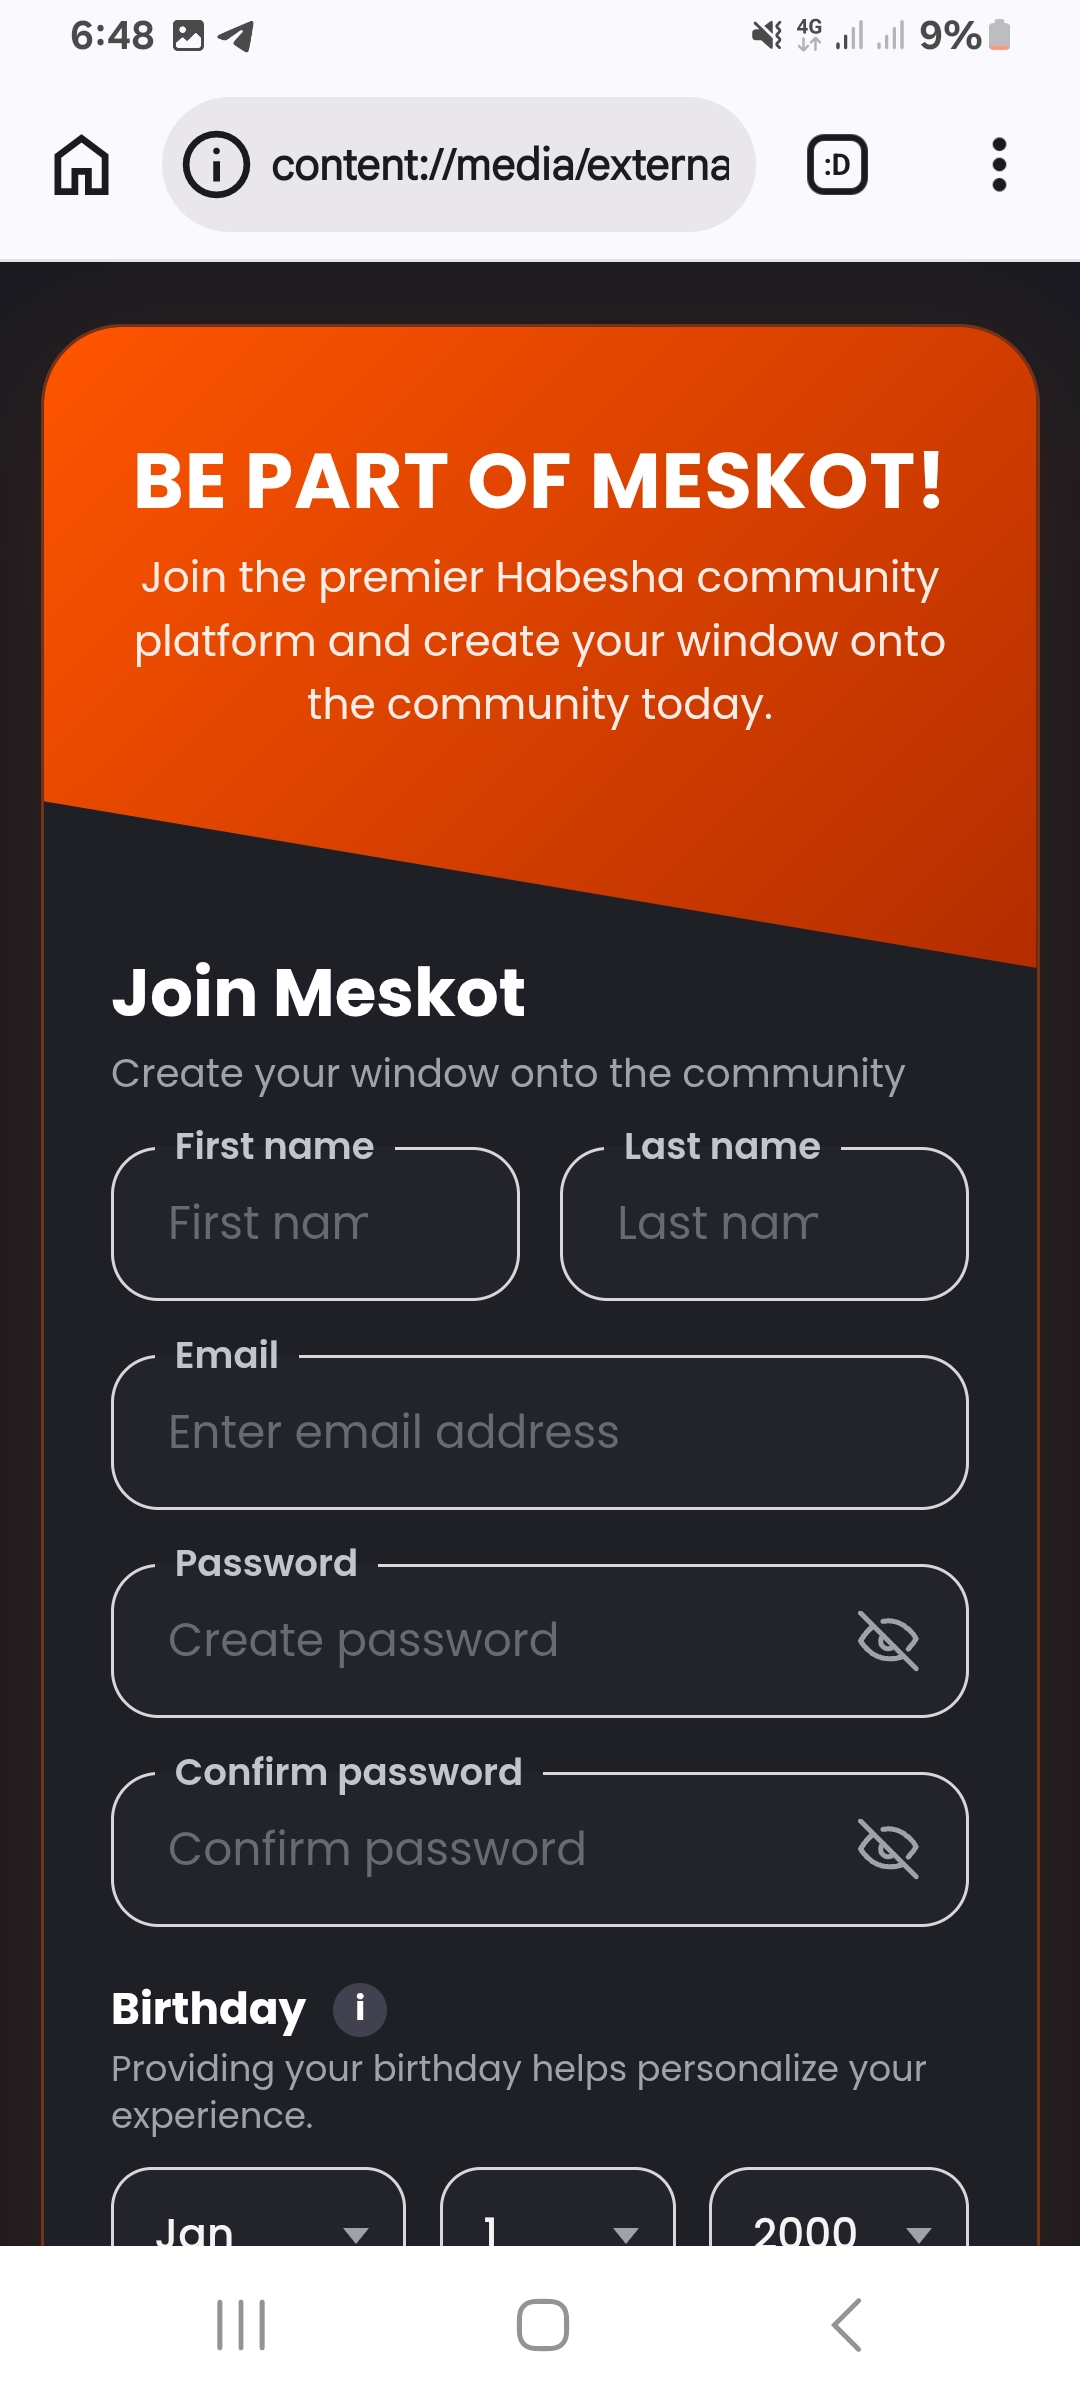 6:48
4G
9%
content://media/externa
:D
BE PART OF MESKOT!
Join the premier Habesha community
platform and create your window onto
the community today.
Join Meskot
Create your window onto the community
First name
Last name
First nam
Last nam
Email
Enter email address
Password
Create password
Confirm password
Confirm password
Birthday i
Providing your birthday helps personalize your
experience.
Jan
1
2000